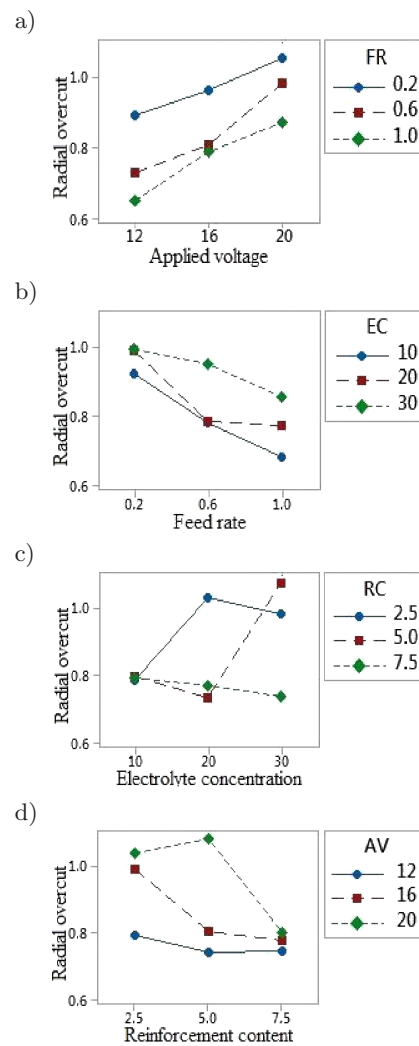 a)
FR
0.2
0.6
1.0
Radial overcut
1.0
0.8
0.6
12 16 20
Applied voltage
b)
EC
10
20
30
Radial overcut
1.0
0.8
0.6
0.2 0.6 1.0
Feed rate
c)
RC
2.5
5.0
7.5
Radial overcut
1.0
0.8
0.6
10 20 30
Electrolyte concentration
d)
AV
12
16
20
Radial overcut
1.0
0.8
0.6
2.5 5.0 7.5
Reinforcement content